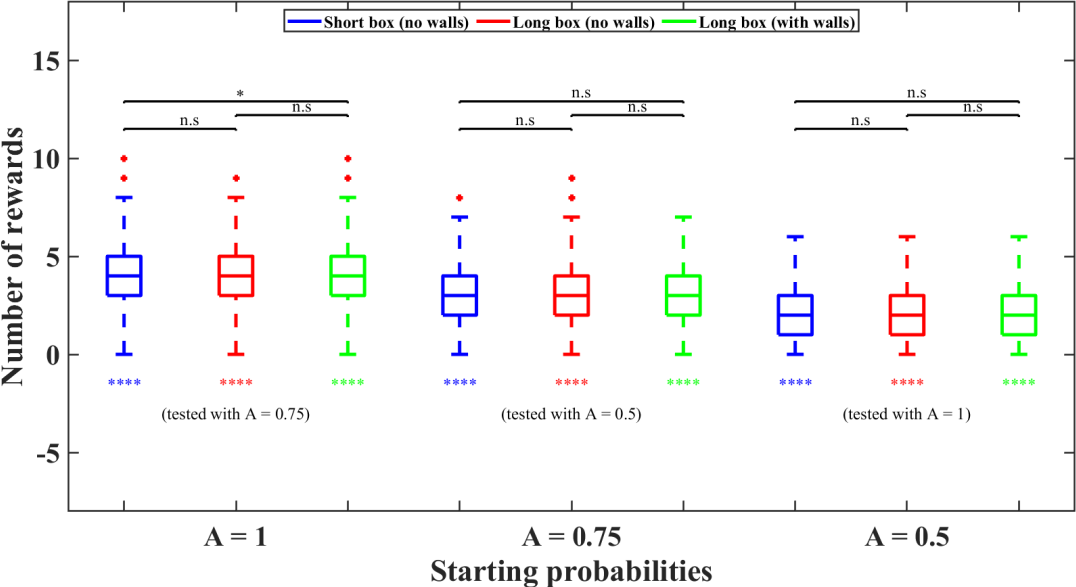 Short box (no walls) Long box (no walls) Long box (with walls)
15
* n.s n.s
n.s n.s n.s
n.s n.s n.s
10
5
0
**** **** **** **** **** **** **** **** ****
(tested with A = 0.75) (tested with A = 0.5) (tested with A = 1)
-5
A = 1 A = 0.75 A = 0.5
Starting probabilities
Number of rewards